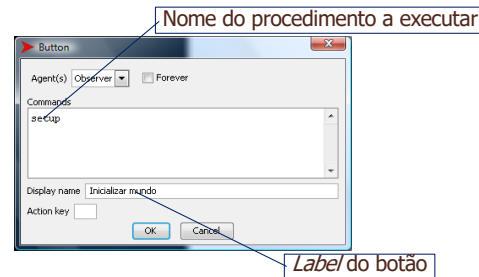 Nome do procedimento a executar
Button
Agent(s) Observer Forever
Commands
setup
Display name Inicializar mundo
Action key
OK Cancel
Label do botão